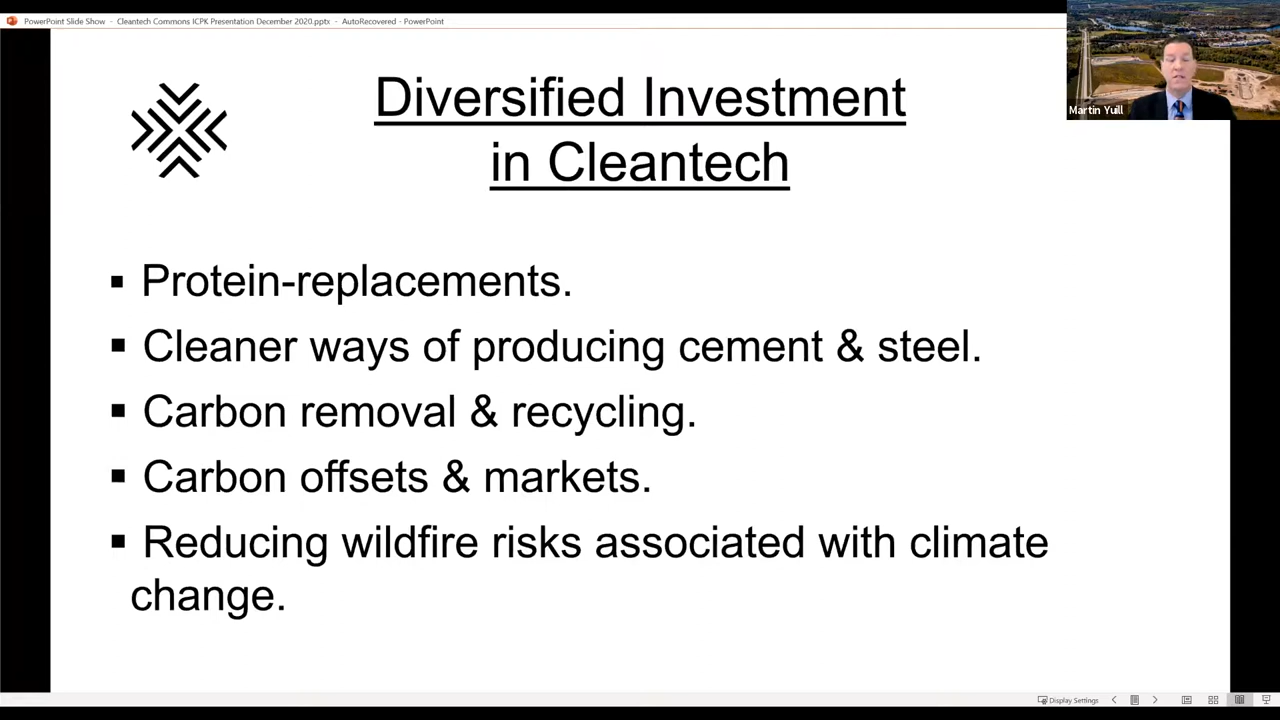 PowerPoint Slide Show - Cleantech Commons ICPK Presentation December 2020.pptx - AutoRecovered - PowerPoint
Martin Yuill
Diversified Investment
in Cleantech
▪ Protein-replacements.
▪ Cleaner ways of producing cement & steel.
▪ Carbon removal & recycling.
▪ Carbon offsets & markets.
▪ Reducing wildfire risks associated with climate
change.
Display Settings